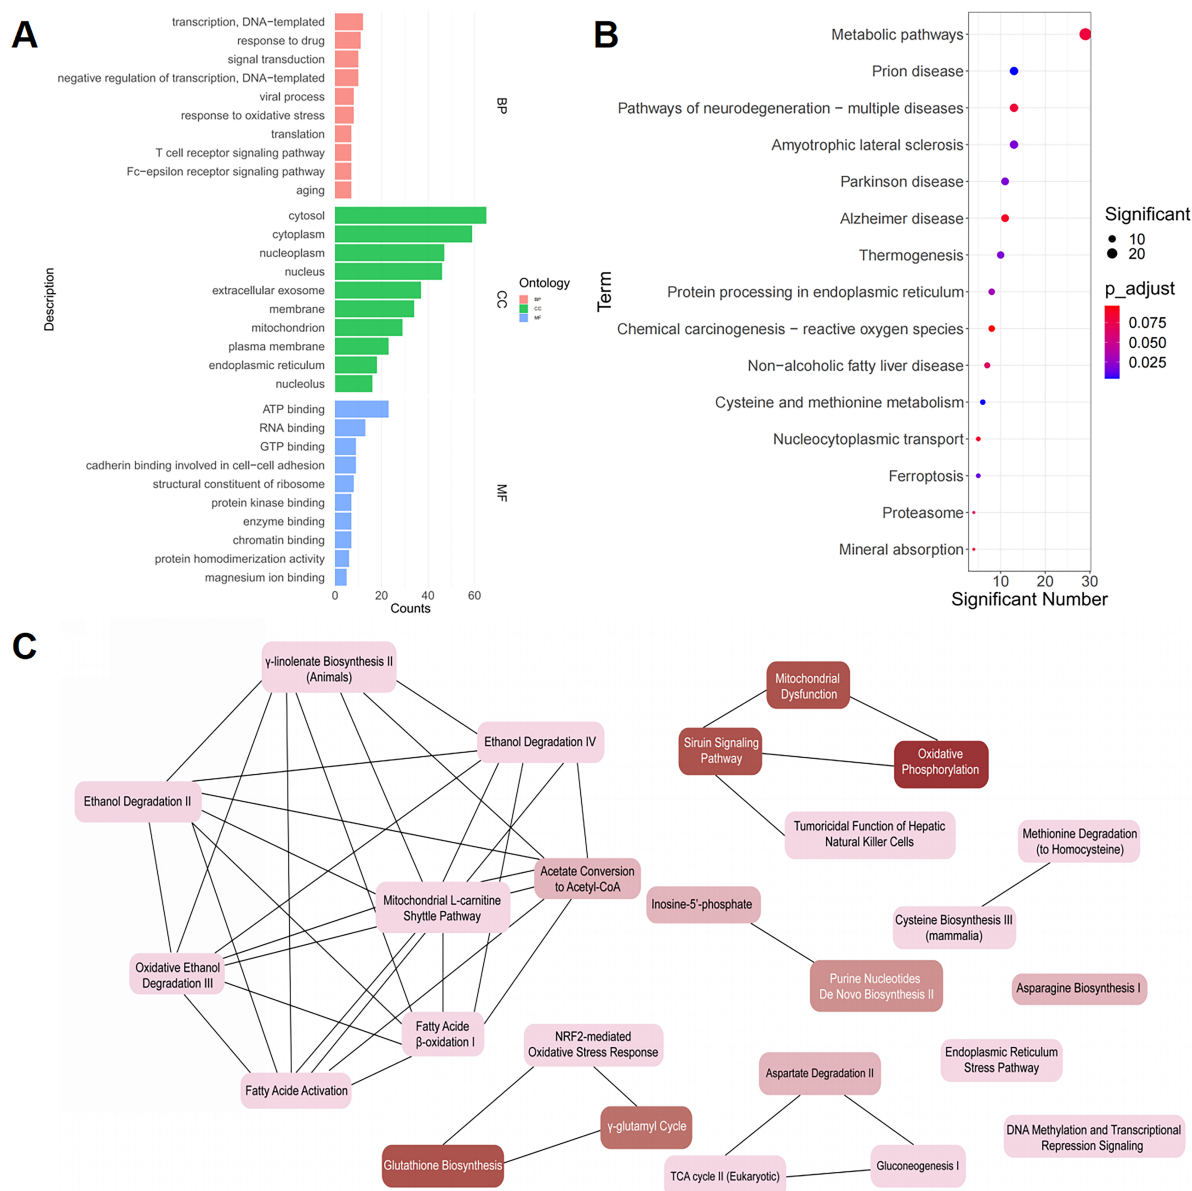 A
transcription, DNA−templated
response to drug
signal transduction
negative regulation of transcription, DNA−templated
viral process
response to oxidative stress
translation
T cell receptor signaling pathway
Fc−epsilon receptor signaling pathway
aging
BP
cytosol
cytoplasm
nucleoplasm
nucleus
extracellular exosome
membrane
mitochondrion
plasma membrane
endoplasmic reticulum
nucleolus
CC
ATP binding
RNA binding
GTP binding
cadherin binding involved in cell−cell adhesion
structural constituent of ribosome
protein kinase binding
enzyme binding
chromatin binding
protein homodimerization activity
magnesium ion binding
MF
Description
0 20 40 60
Counts
Ontology
BP
CC
MF
B
Metabolic pathways
Prion disease
Pathways of neurodegeneration − multiple diseases
Amyotrophic lateral sclerosis
Parkinson disease
Alzheimer disease
Thermogenesis
Protein processing in endoplasmic reticulum
Chemical carcinogenesis − reactive oxygen species
Non−alcoholic fatty liver disease
Cysteine and methionine metabolism
Nucleocytoplasmic transport
Ferroptosis
Proteasome
Mineral absorption
Term
10 20 30
Significant Number
Significant
10
20
p_adjust
0.075
0.050
0.025
C
γ-linolenate Biosynthesis II
(Animals)
Ethanol Degradation IV
Ethanol Degradation II
Acetate Conversion
to Acetyl-CoA
Mitochondrial L-carnitine
Shyttle Pathway
Oxidative Ethanol
Degradation III
Fatty Acide
β-oxidation I
Fatty Acide Activation
Mitochondrial
Dysfunction
Siruin Signaling
Pathway
Oxidative
Phosphorylation
Tumoricidal Function of Hepatic
Natural Killer Cells
Methionine Degradation
(to Homocysteine)
Inosine-5'-phosphate
Cysteine Biosynthesis III
(mammalia)
Purine Nucleotides
De Novo Biosynthesis II
Asparagine Biosynthesis I
NRF2-mediated
Oxidative Stress Response
Endoplasmic Reticulum
Stress Pathway
Aspartate Degradation II
γ-glutamyl Cycle
DNA Methylation and Transcriptional
Repression Signaling
Glutathione Biosynthesis
TCA cycle II (Eukaryotic)
Gluconeogenesis I